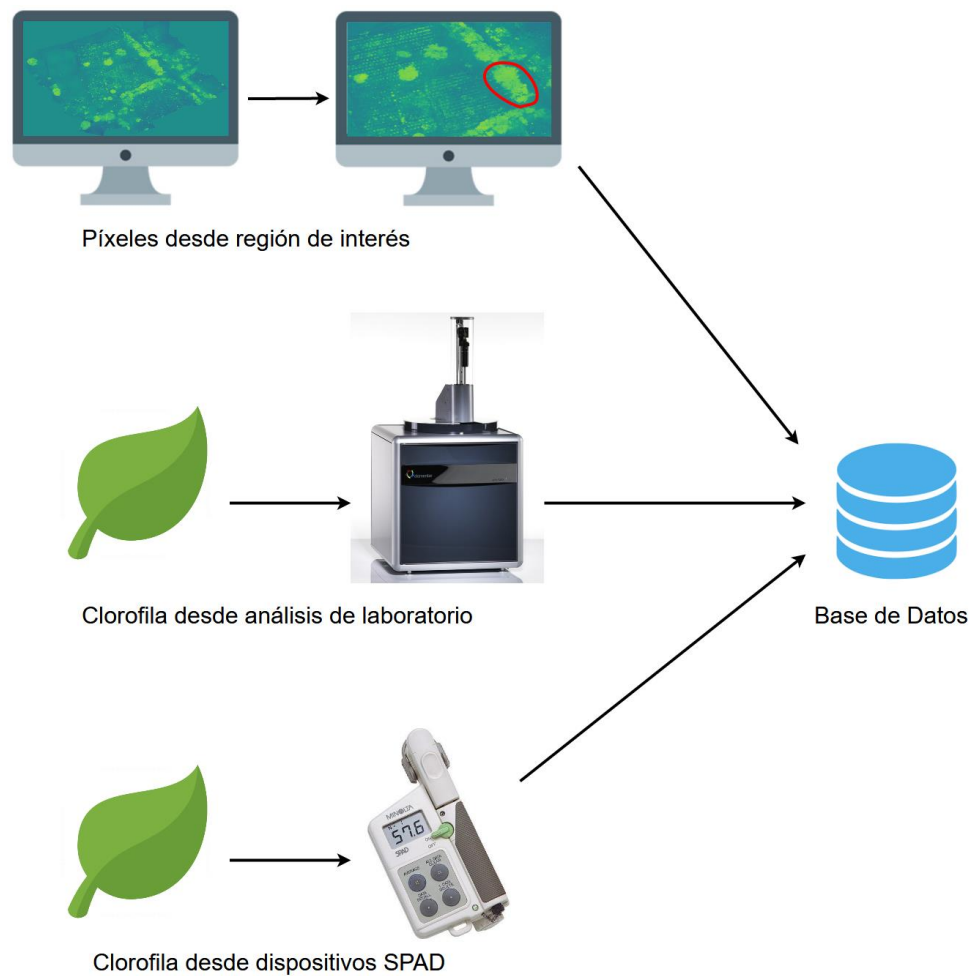 Píxeles desde región de interés
Clorofila desde análisis de laboratorio
Base de Datos
MINOLTA
57.6
SPAD
Clorofila desde dispositivos SPAD